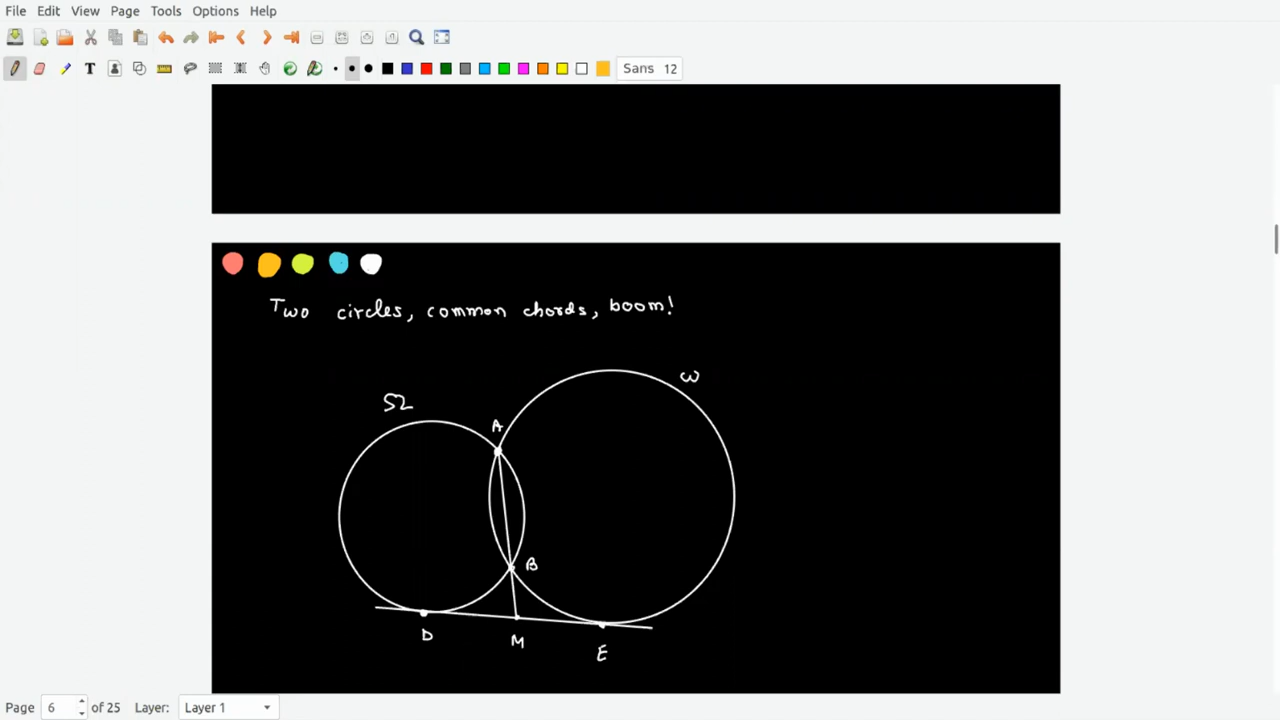 File Edit View Page Tools Options Help
Sans 12
Two circles, common chords, boom!
ω
Ω
A
B
D M E
Page 6 of 25 Layer: Layer 1